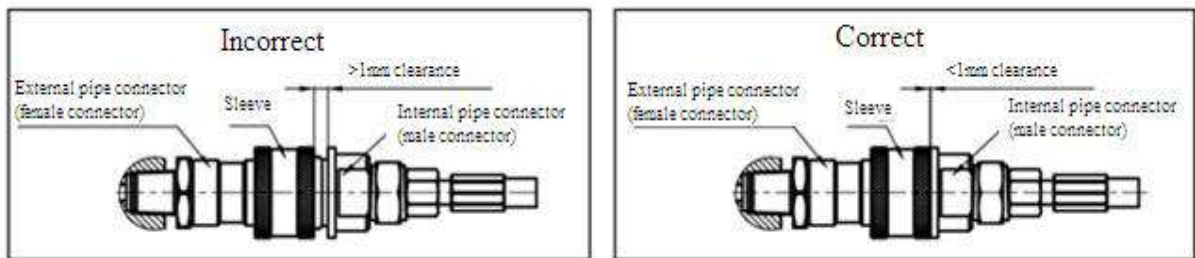 Incorrect
>1mm clearance
External pipe connector
(female connector)
Sleeve
Internal pipe connector
(male connector)
Correct
<1mm clearance
External pipe connector
(female connector)
Sleeve
Internal pipe connector
(male connector)